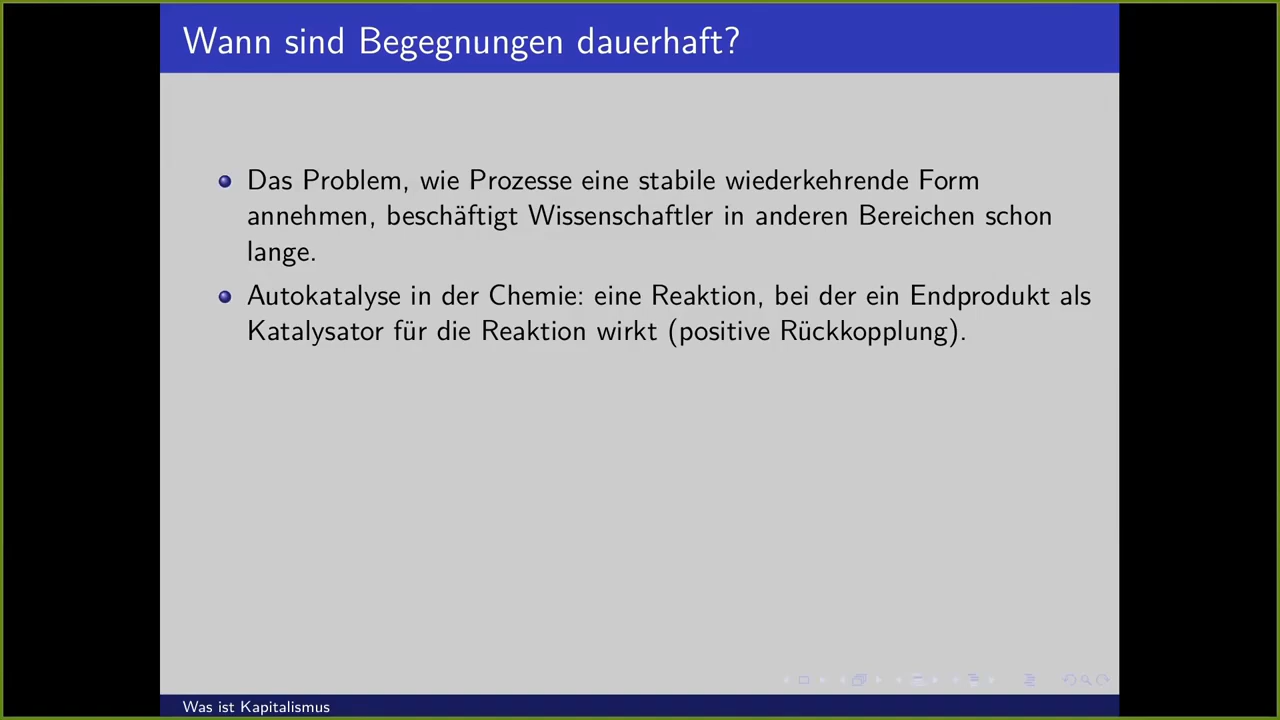 Wann sind Begegnungen dauerhaft?
Das Problem, wie Prozesse eine stabile wiederkehrende Form
annehmen, beschäftigt Wissenschaftler in anderen Bereichen schon
lange.
Autokatalyse in der Chemie: eine Reaktion, bei der ein Endprodukt als
Katalysator für die Reaktion wirkt (positive Rückkopplung).
Was ist Kapitalismus